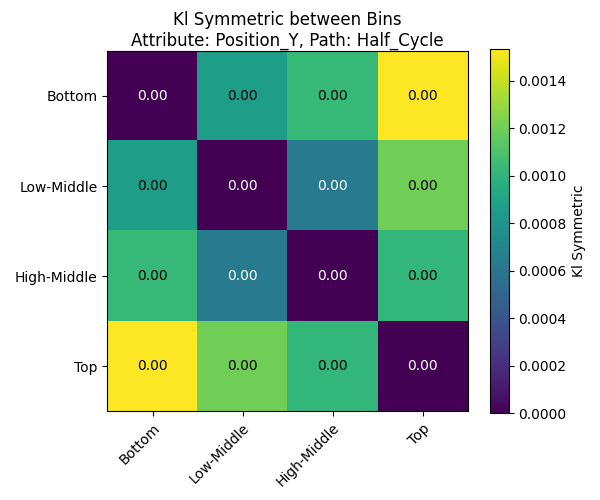 Kl Symmetric between Bins
Attribute: Position_Y, Path: Half_Cycle
Bottom 0.00 0.00 0.00 0.00
Low-Middle 0.00 0.00 0.00 0.00
High-Middle 0.00 0.00 0.00 0.00
Top 0.00 0.00 0.00 0.00
Bottom Low-Middle High-Middle Top
0.0014
0.0012
0.0010
0.0008
0.0006
0.0004
0.0002
0.0000
Kl Symmetric